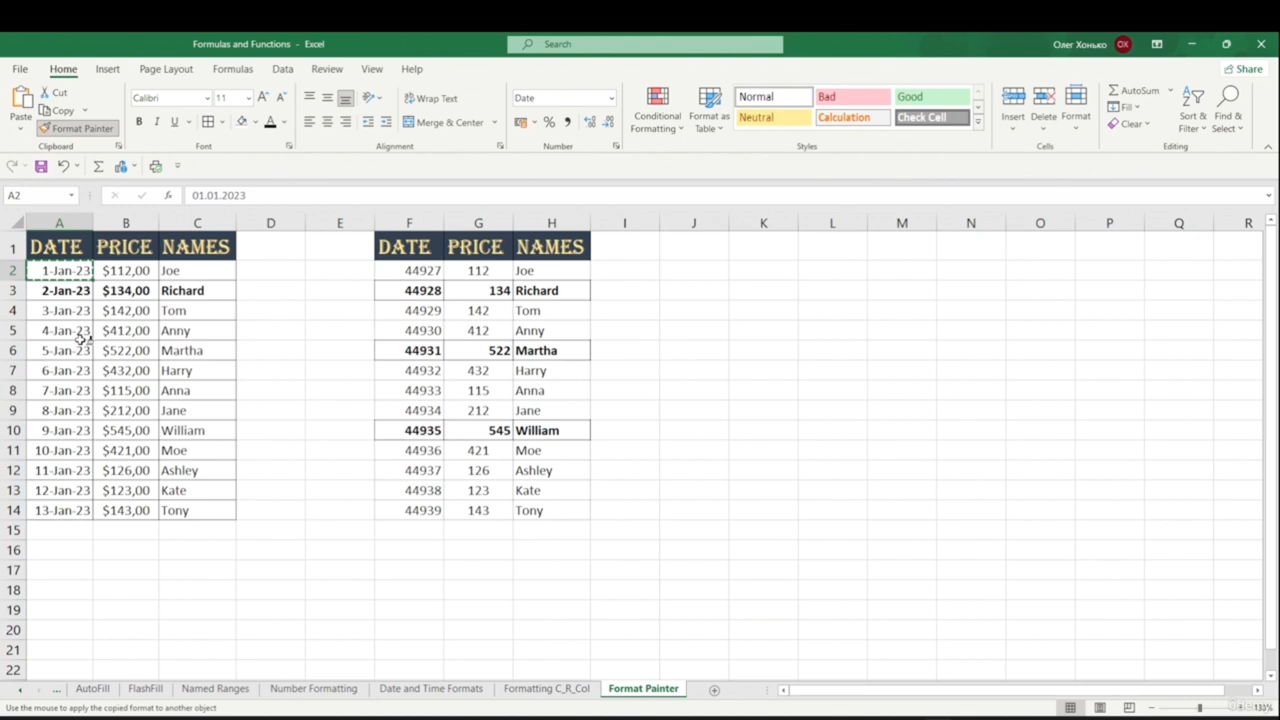 Formulas and Functions - Excel
Search
Олег Хонько
ОХ
File Home Insert Page Layout Formulas Data Review View Help
Share
Paste
Cut
Copy
Format Painter
Clipboard
Calibri 11
B I U
Font
Wrap Text
Merge & Center
Alignment
Date
Number
Conditional Formatting
Format as Table
Normal Bad Good
Neutral Calculation Check Cell
Styles
Insert Delete Format
Cells
AutoSum
Fill
Clear
Sort & Filter
Find & Select
Editing
A2 fx 01.01.2023
A B C D E F G H I J K L M N O P Q R
1 DATE PRICE NAMES DATE PRICE NAMES
2 1-Jan-23 $112,00 Joe 44927 112 Joe
3 2-Jan-23 $134,00 Richard 44928 134 Richard
4 3-Jan-23 $142,00 Tom 44929 142 Tom
5 4-Jan-23 $412,00 Anny 44930 412 Anny
6 5-Jan-23 $522,00 Martha 44931 522 Martha
7 6-Jan-23 $432,00 Harry 44932 432 Harry
8 7-Jan-23 $115,00 Anna 44933 115 Anna
9 8-Jan-23 $212,00 Jane 44934 212 Jane
10 9-Jan-23 $545,00 William 44935 545 William
11 10-Jan-23 $421,00 Moe 44936 421 Moe
12 11-Jan-23 $126,00 Ashley 44937 126 Ashley
13 12-Jan-23 $123,00 Kate 44938 123 Kate
14 13-Jan-23 $143,00 Tony 44939 143 Tony
15
16
17
18
19
20
21
22
... AutoFill FlashFill Named Ranges Number Formatting Date and Time Formats Formatting C_R_Col Format Painter
Use the mouse to apply the copied format to another object